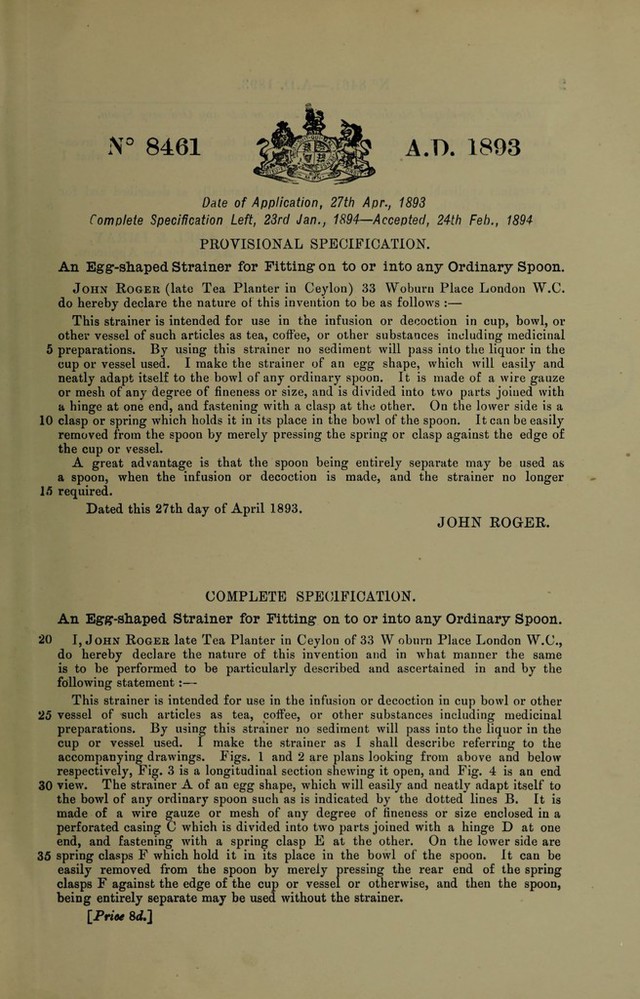 N° 8461 A.D. 1893
Date of Application, 27th Apr., 1893
Complete Specification Left, 23rd Jan., 1894—Accepted, 24th Feb., 1894
PROVISIONAL SPECIFICATION.
An Egg-shaped Strainer for Fitting on to or into any Ordinary Spoon.
JOHN ROGER (late Tea Planter in Ceylon) 33 Woburn Place London W.C.
do hereby declare the nature of this invention to be as follows :—
This strainer is intended for use in the infusion or decoction in cup, bowl, or
other vessel of such articles as tea, coffee, or other substances including medicinal
5 preparations. By using this strainer no sediment will pass into the liquor in the
cup or vessel used. I make the strainer of an egg shape, which will easily and
neatly adapt itself to the bowl of any ordinary spoon. It is made of a wire gauze
or mesh of any degree of fineness or size, and is divided into two parts joined with
a hinge at one end, and fastening with a clasp at the other. On the lower side is a
10 clasp or spring which holds it in its place in the bowl of the spoon. It can be easily
removed from the spoon by merely pressing the spring or clasp against the edge of
the cup or vessel.
A great advantage is that the spoon being entirely separate may be used as
a spoon, when the infusion or decoction is made, and the strainer no longer
15 required.
Dated this 27th day of April 1893.
JOHN ROGER.
COMPLETE SPECIFICATION.
An Egg-shaped Strainer for Fitting on to or into any Ordinary Spoon.
20 I, JOHN ROGER late Tea Planter in Ceylon of 33 W oburn Place London W.C.,
do hereby declare the nature of this invention and in what manner the same
is to be performed to be particularly described and ascertained in and by the
following statement :—
This strainer is intended for use in the infusion or decoction in cup bowl or other
25 vessel of such articles as tea, coffee, or other substances including medicinal
preparations. By using this strainer no sediment will pass into the liquor in the
cup or vessel used. I make the strainer as I shall describe referring to the
accompanying drawings. Figs. 1 and 2 are plans looking from above and below
respectively, Fig. 3 is a longitudinal section shewing it open, and Fig. 4 is an end
30 view. The strainer A of an egg shape, which will easily and neatly adapt itself to
the bowl of any ordinary spoon such as is indicated by the dotted lines B. It is
made of a wire gauze or mesh of any degree of fineness or size enclosed in a
perforated casing C which is divided into two parts joined with a hinge D at one
end, and fastening with a spring clasp E at the other. On the lower side are
35 spring clasps F which hold it in its place in the bowl of the spoon. It can be
easily removed from the spoon by merely pressing the rear end of the spring
clasps F against the edge of the cup or vessel or otherwise, and then the spoon,
being entirely separate may be used without the strainer.
[Price 8d.]